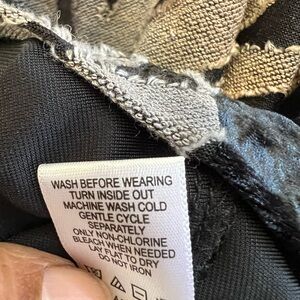 WASH BEFORE WEARING
TURN INSIDE OUT
MACHINE WASH COLD
GENTLE CYCLE
SEPARATELY
ONLY NON-CHLORINE
BLEACH WHEN NEEDED
LAY FLAT TO DRY
DO NOT IRON